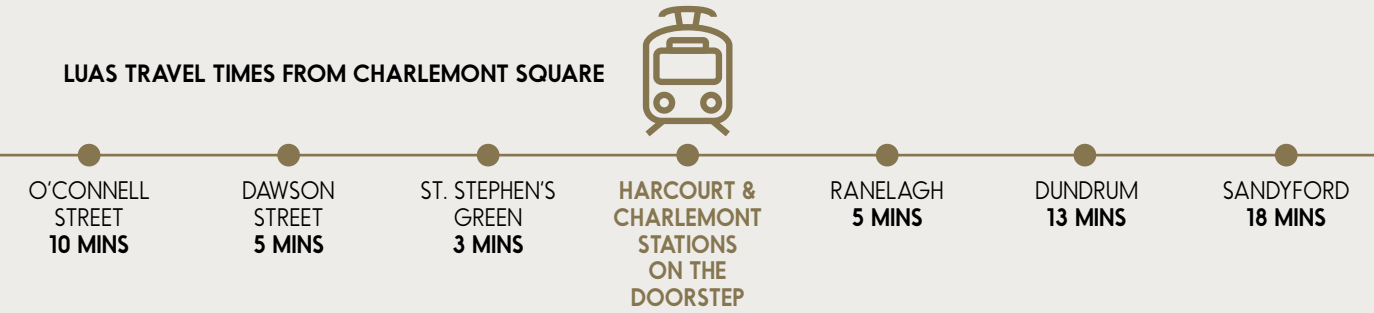 LUAS TRAVEL TIMES FROM CHARLEMONT SQUARE
O'CONNELL
STREET
10 MINS
DAWSON
STREET
5 MINS
ST. STEPHEN'S
GREEN
3 MINS
HARCOURT &
CHARLEMONT
STATIONS
ON THE
DOORSTEP
RANELAGH
5 MINS
DUNDRUM
13 MINS
SANDYFORD
18 MINS